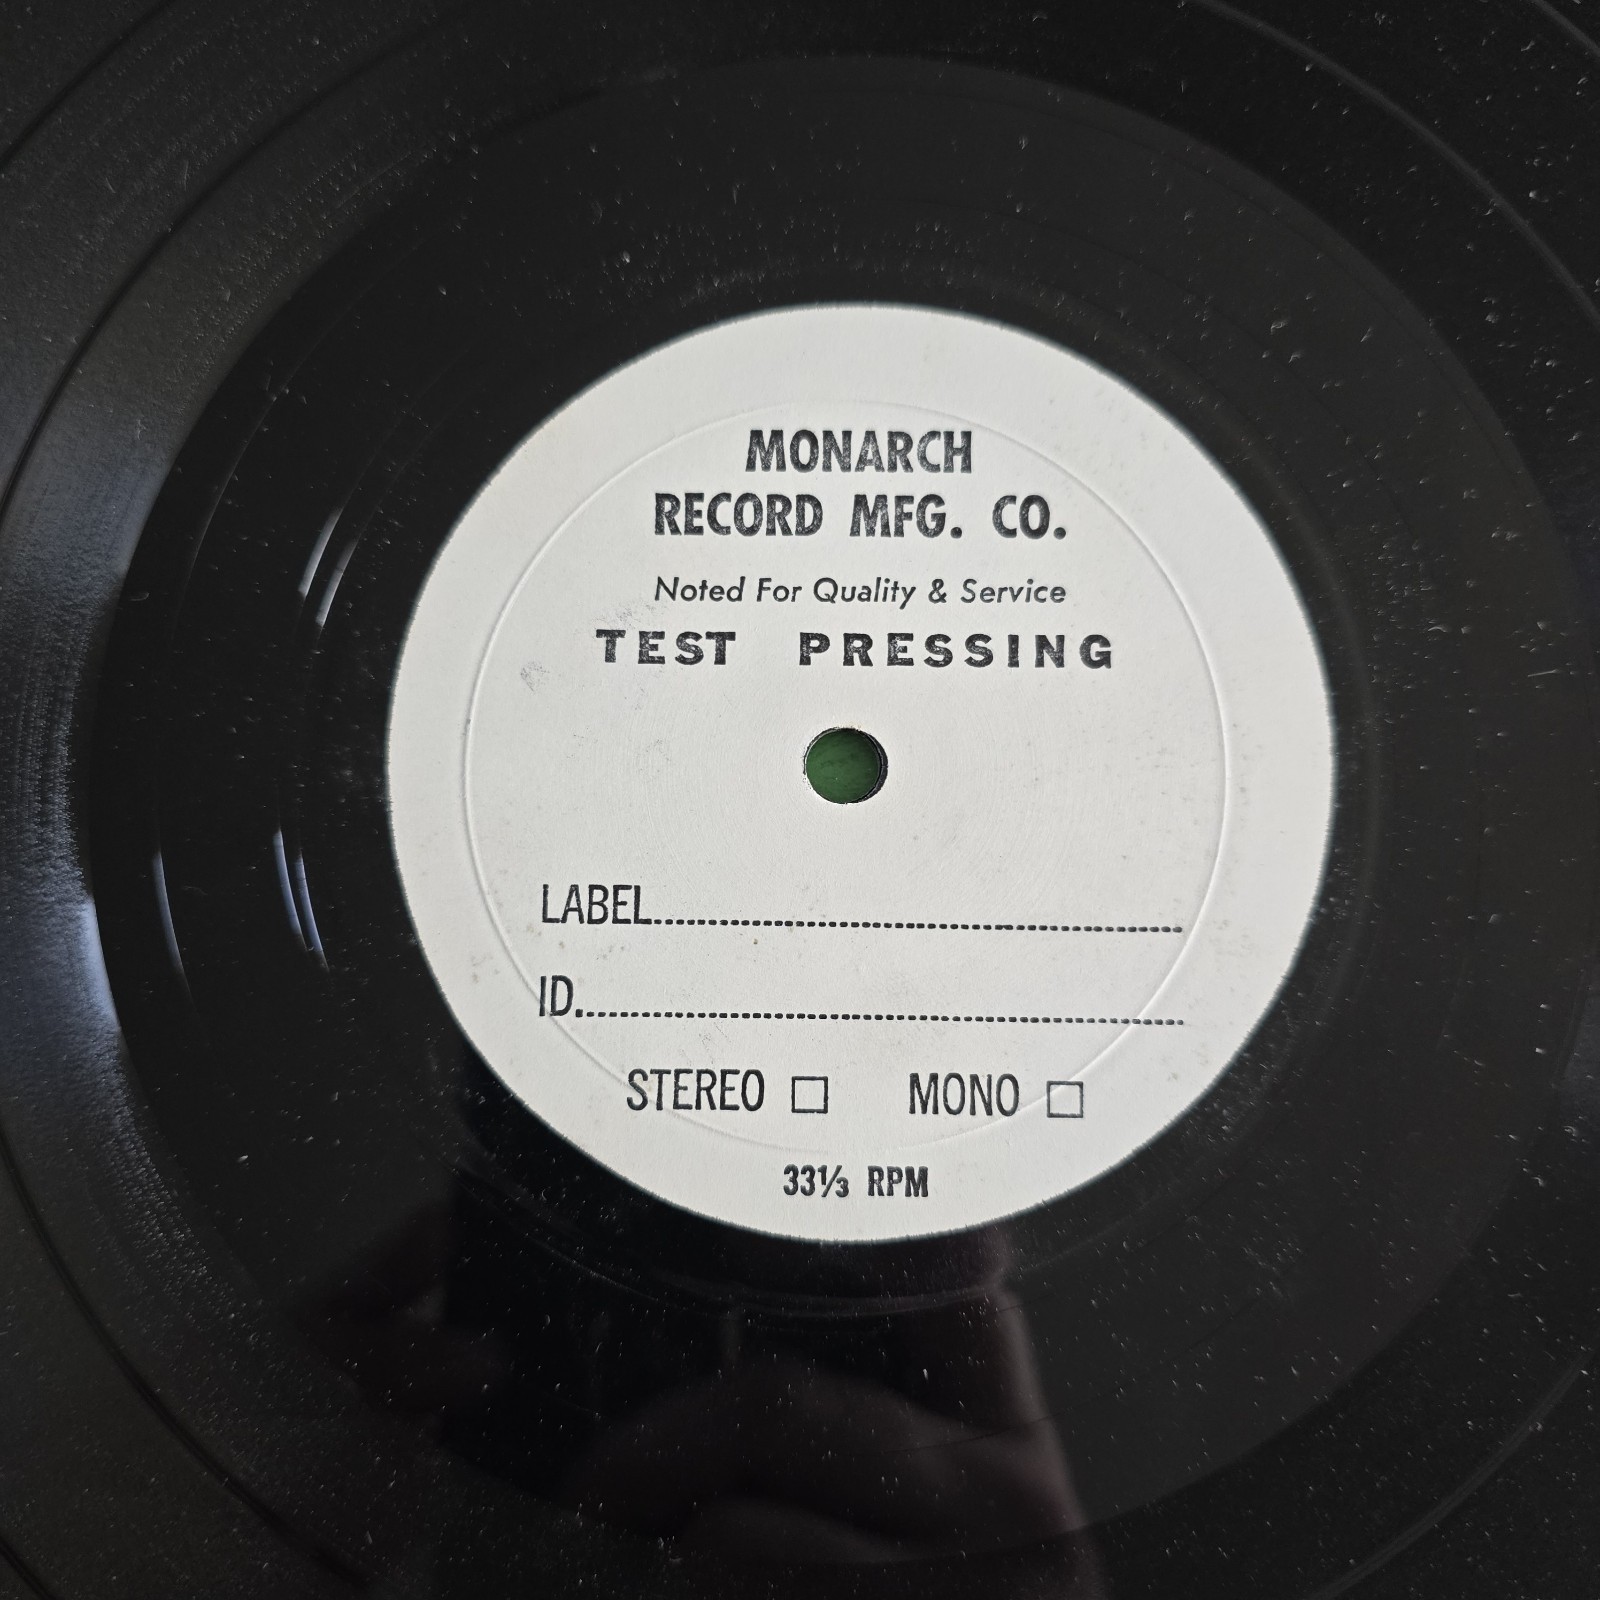 MONARCH
RECORD MFG. CO.
Noted For Quality & Service
TEST PRESSING
LABEL................................................................
ID.......................................................................
STEREO □ MONO □
33⅓ RPM